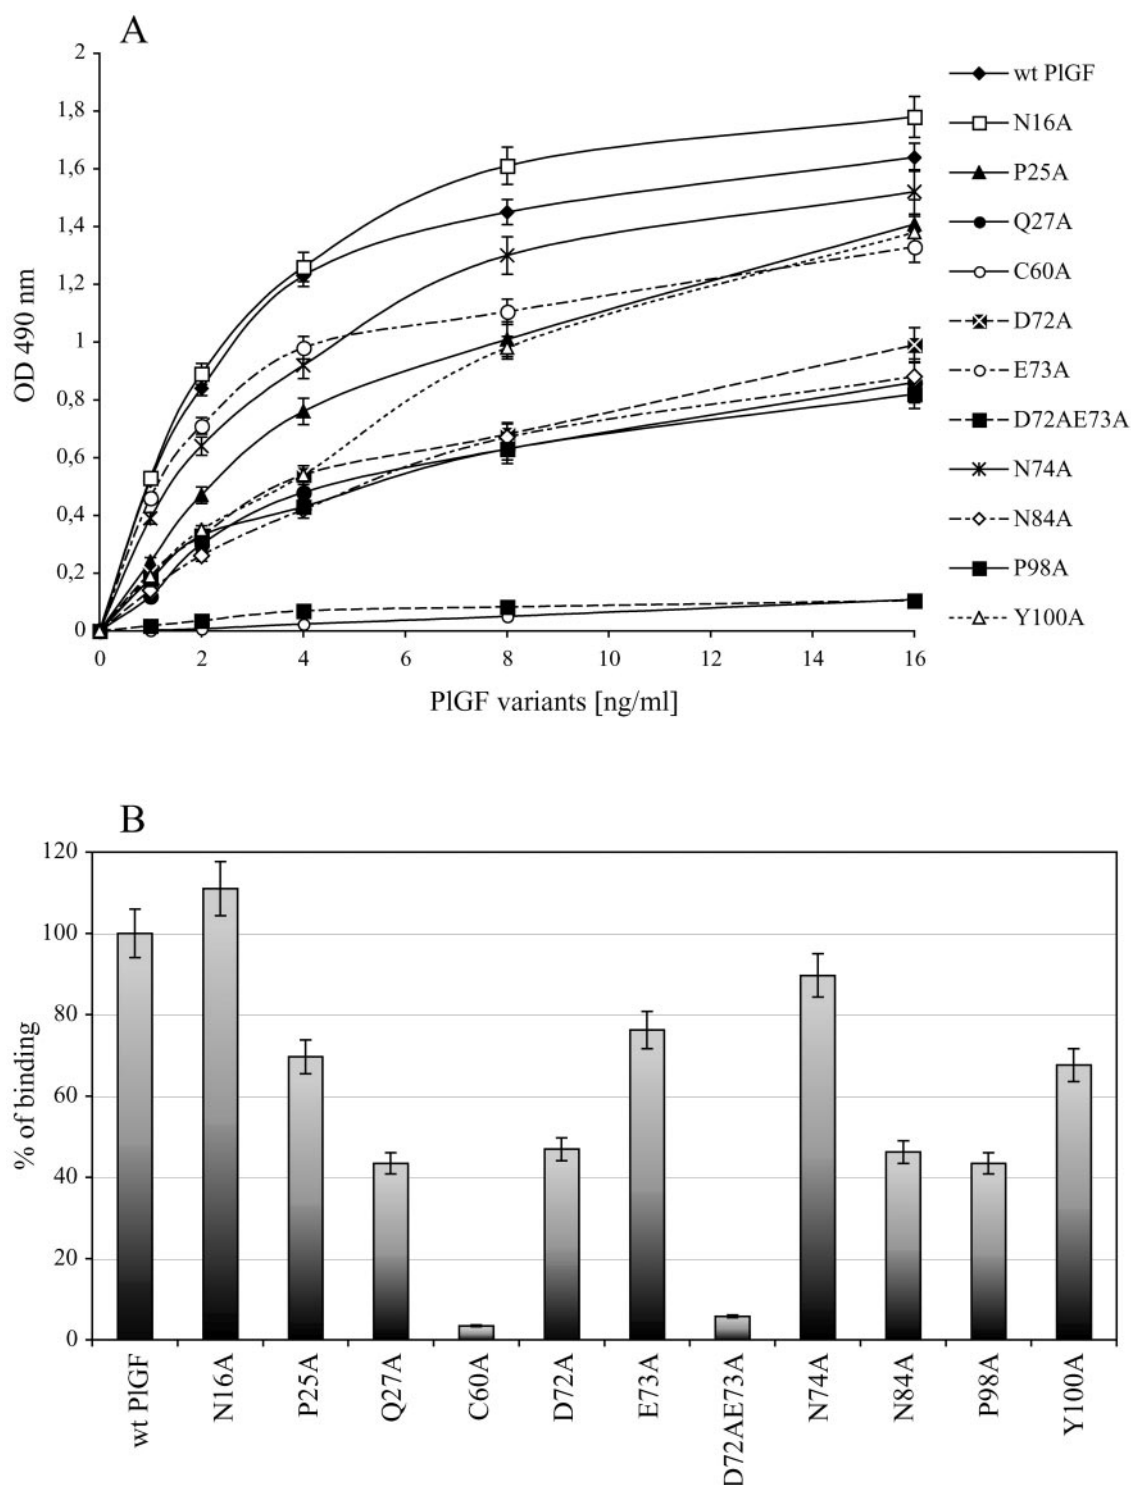 A
2
1,8
1,6
1,4
1,2
1
0,8
0,6
0,4
0,2
0
OD 490 nm
0 2 4 6 8 10 12 14 16
PlGF variants [ng/ml]
wt PlGF
N16A
P25A
Q27A
C60A
D72A
E73A
D72AE73A
N74A
N84A
P98A
Y100A
B
120
100
80
60
40
20
0
% of binding
wt PlGF N16A P25A Q27A C60A D72A E73A D72AE73A N74A N84A P98A Y100A